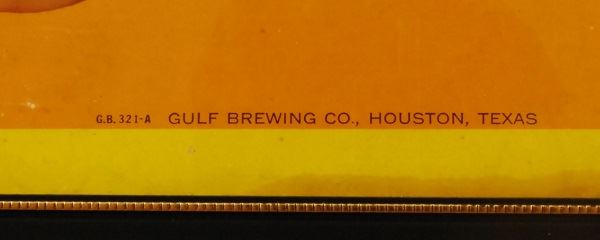 G.B. 321-A GULF BREWING CO., HOUSTON, TEXAS